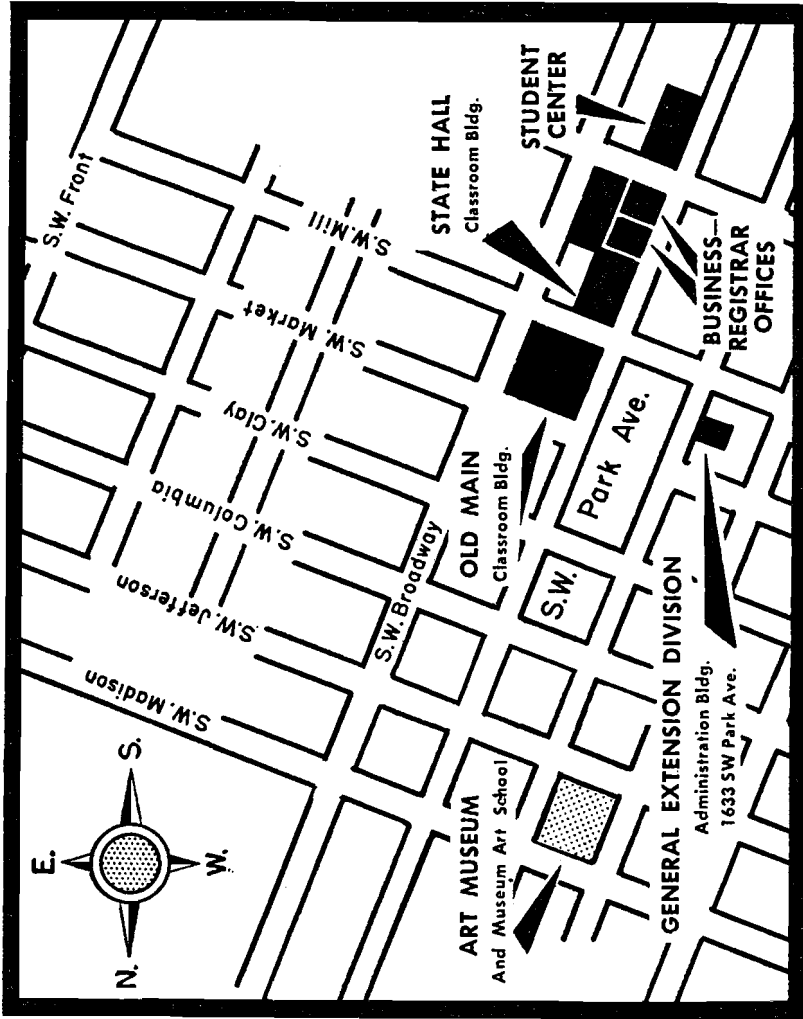 E.
N.
S.
W.
S.W. Front
S.W. Mill
S.W. Market
S.W. Clay
S.W. Columbia
S.W. Jefferson
S.W. Madison
S.W. Broadway
STATE HALL
Classroom Bldg.
STUDENT
CENTER
BUSINESS—
REGISTRAR
OFFICES
OLD MAIN
Classroom Bldg.
S.W. Park Ave.
ART MUSEUM
And Museum Art School
GENERAL EXTENSION DIVISION
Administration Bldg.
1633 SW Park Ave.